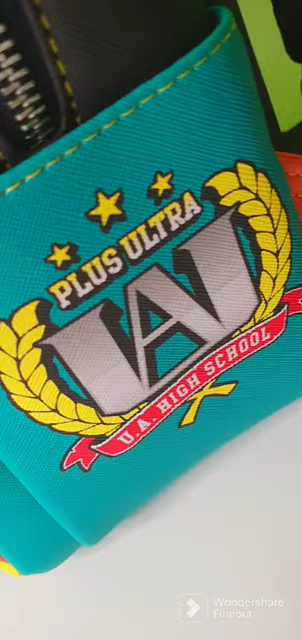 PLUS ULTRA
UA
U.A. HIGH SCHOOL
Wondershare
Filmora